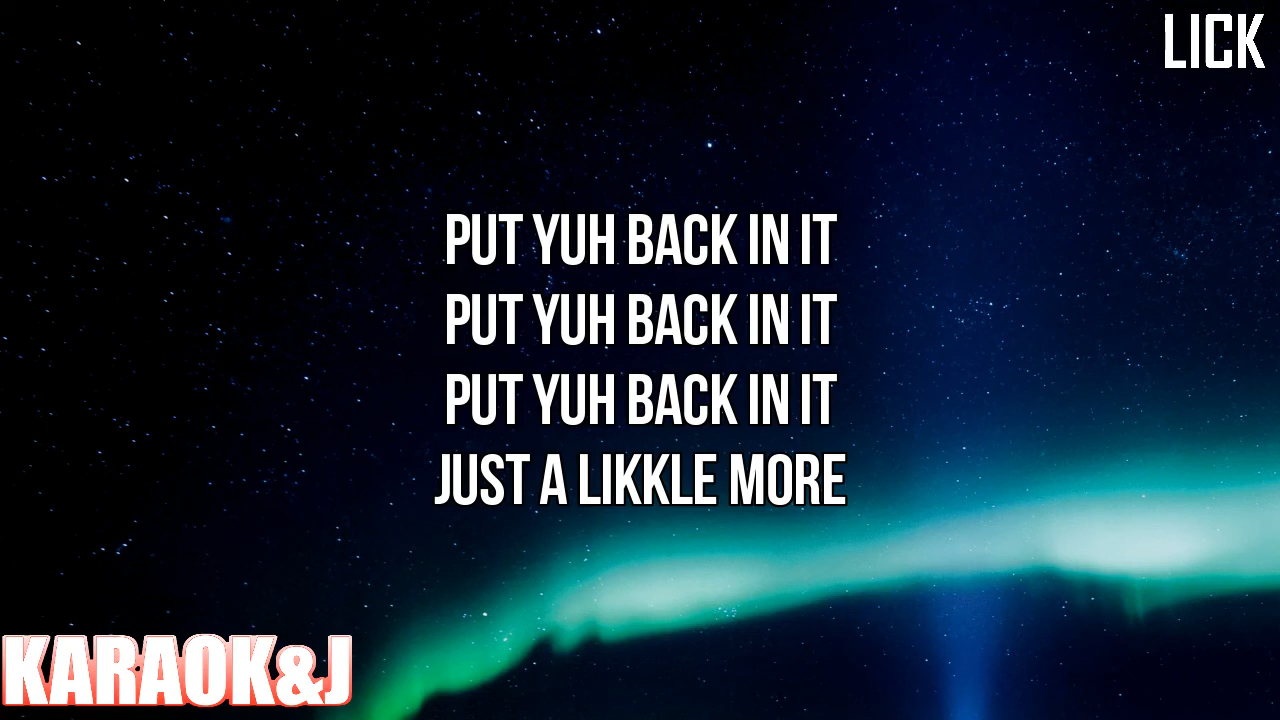 LICK
PUT YUH BACK IN IT
PUT YUH BACK IN IT
PUT YUH BACK IN IT
JUST A LIKKLE MORE
KARAOK&J